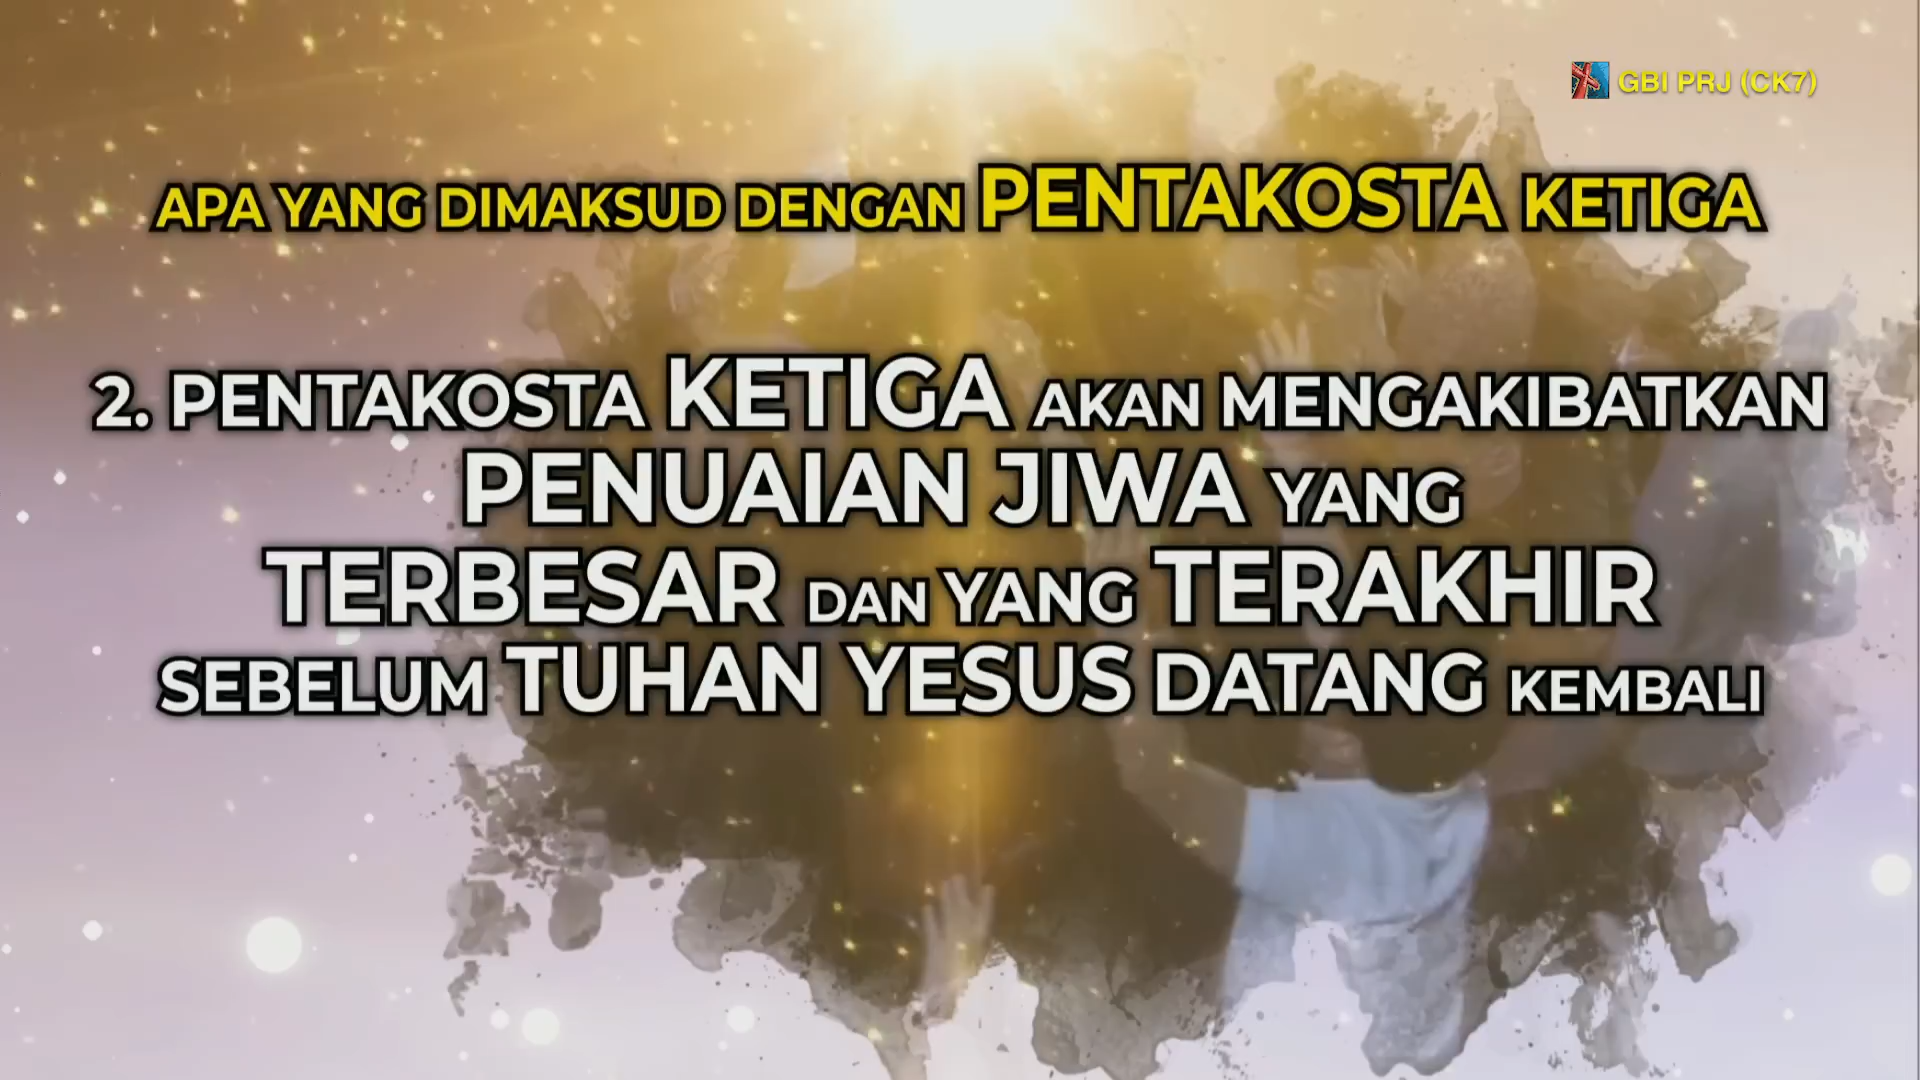 GBI PRJ (CK7)
APA YANG DIMAKSUD DENGAN PENTAKOSTA KETIGA
2. PENTAKOSTA KETIGA AKAN MENGAKIBATKAN
PENUAIAN JIWA YANG
TERBESAR DAN YANG TERAKHIR
SEBELUM TUHAN YESUS DATANG KEMBALI